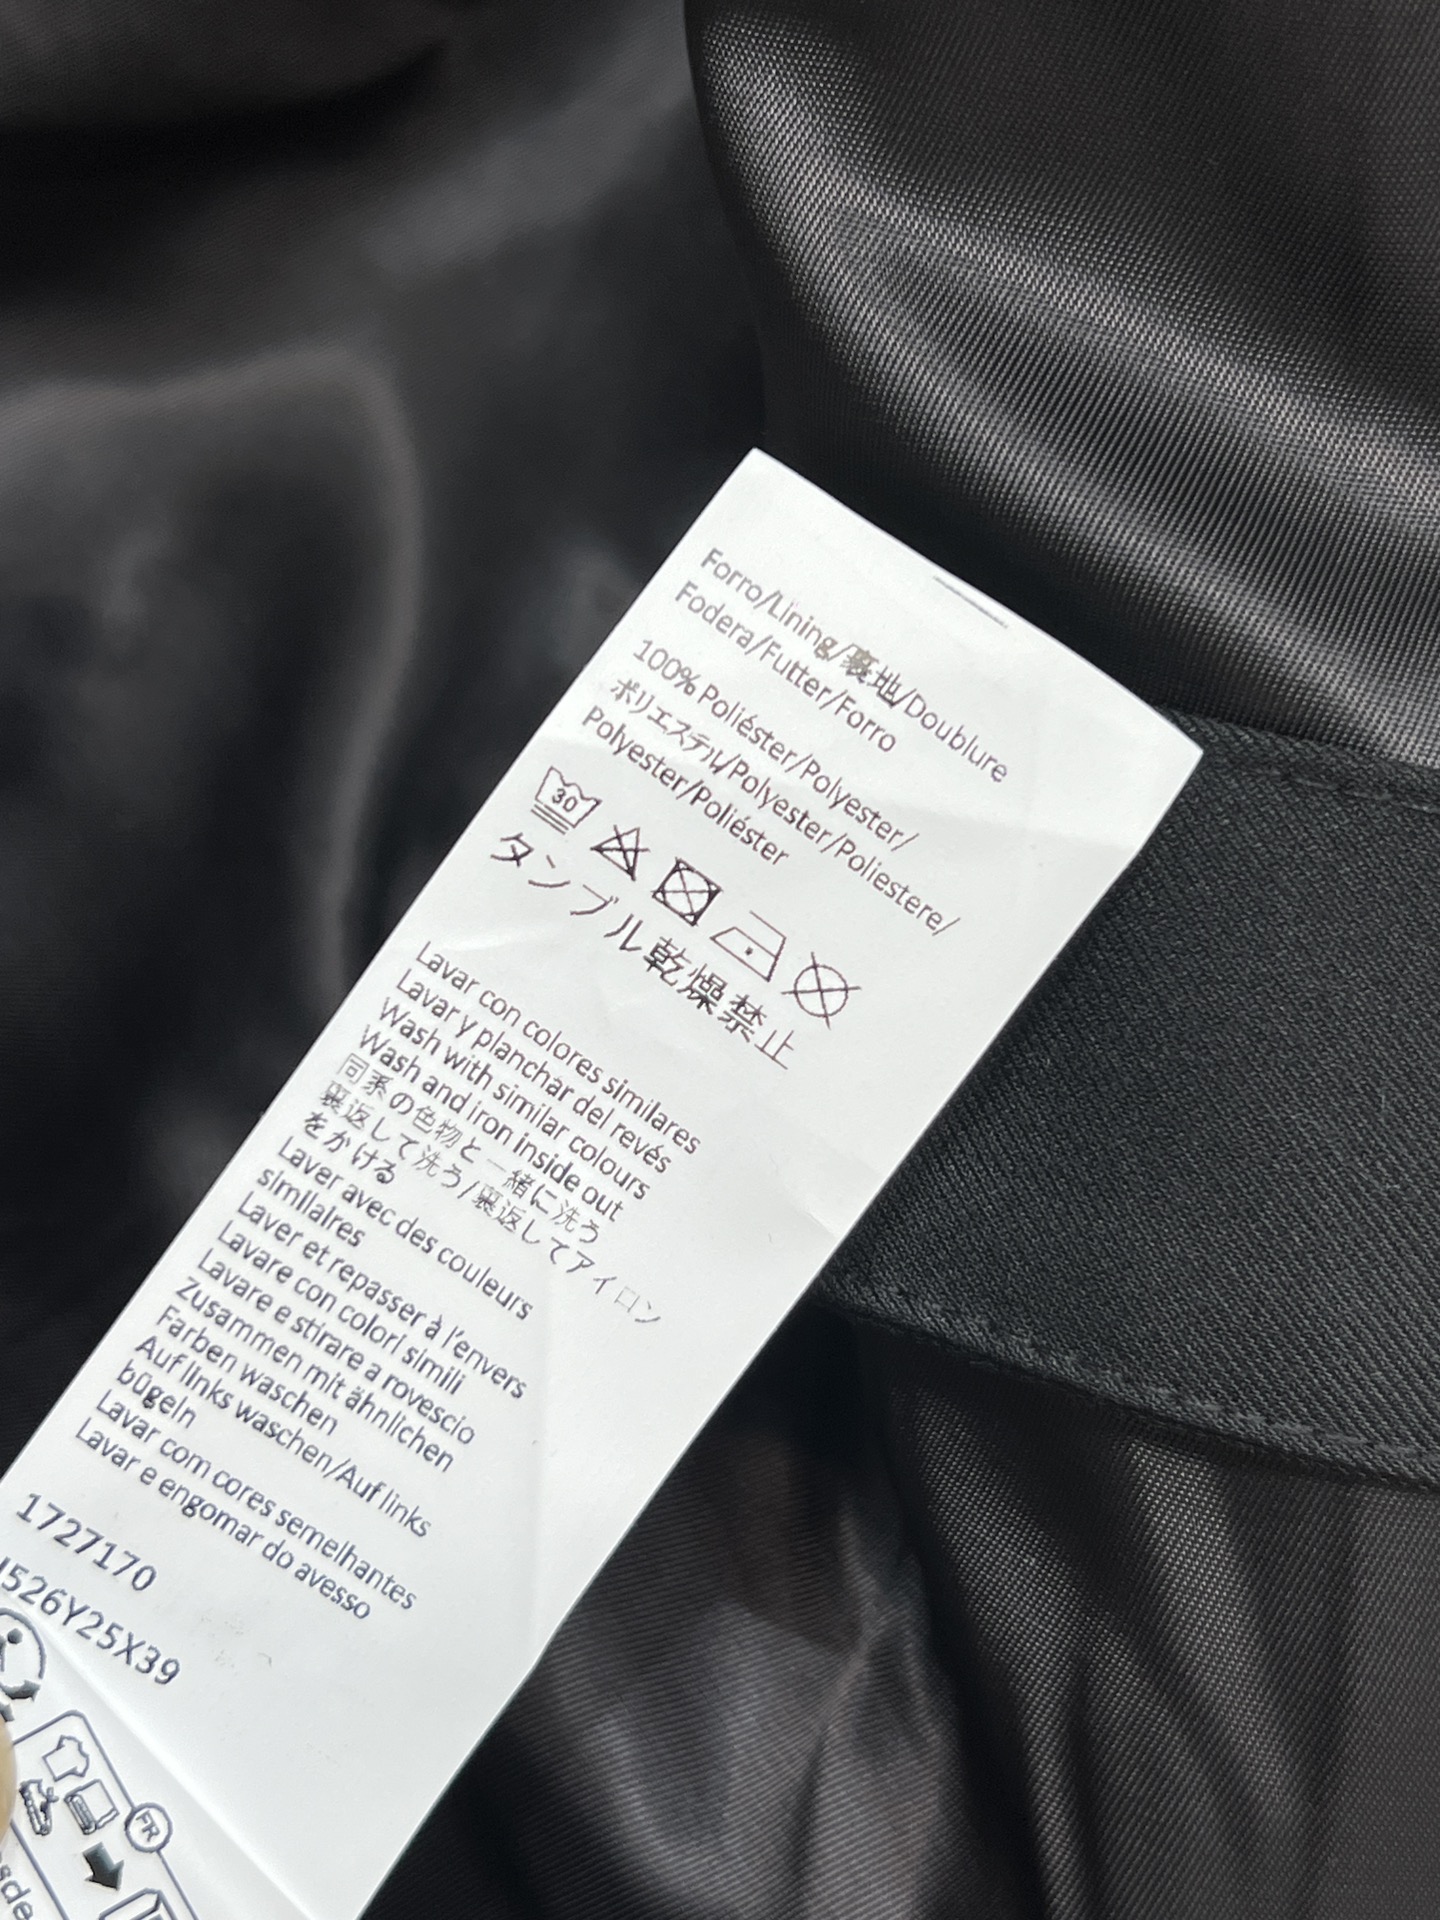 Forro/Lining/裏地/Doublure
Fodera/Futter/Forro
100% Poliéster/Polyester/
ポリエステル/Polyester/Poliestere/
Polyester/Poliéster
30
タンブル乾燥禁止
Lavar con colores similares
Lavar y planchar del revés
Wash with similar colours
Wash and iron inside out
同系の色物と一緒に洗う
裏返して洗う/裏返してアイロン
をかける
Laver avec des couleurs
similaires
Laver et repasser à l'envers
Lavare con colori simili
Lavare e stirare a rovescio
Zusammen mit ähnlichen
Farben waschen
Auf links waschen/Auf links
bügeln
Lavar com cores semelhantes
Lavar e engomar do avesso
1727170
526Y25X39
FR